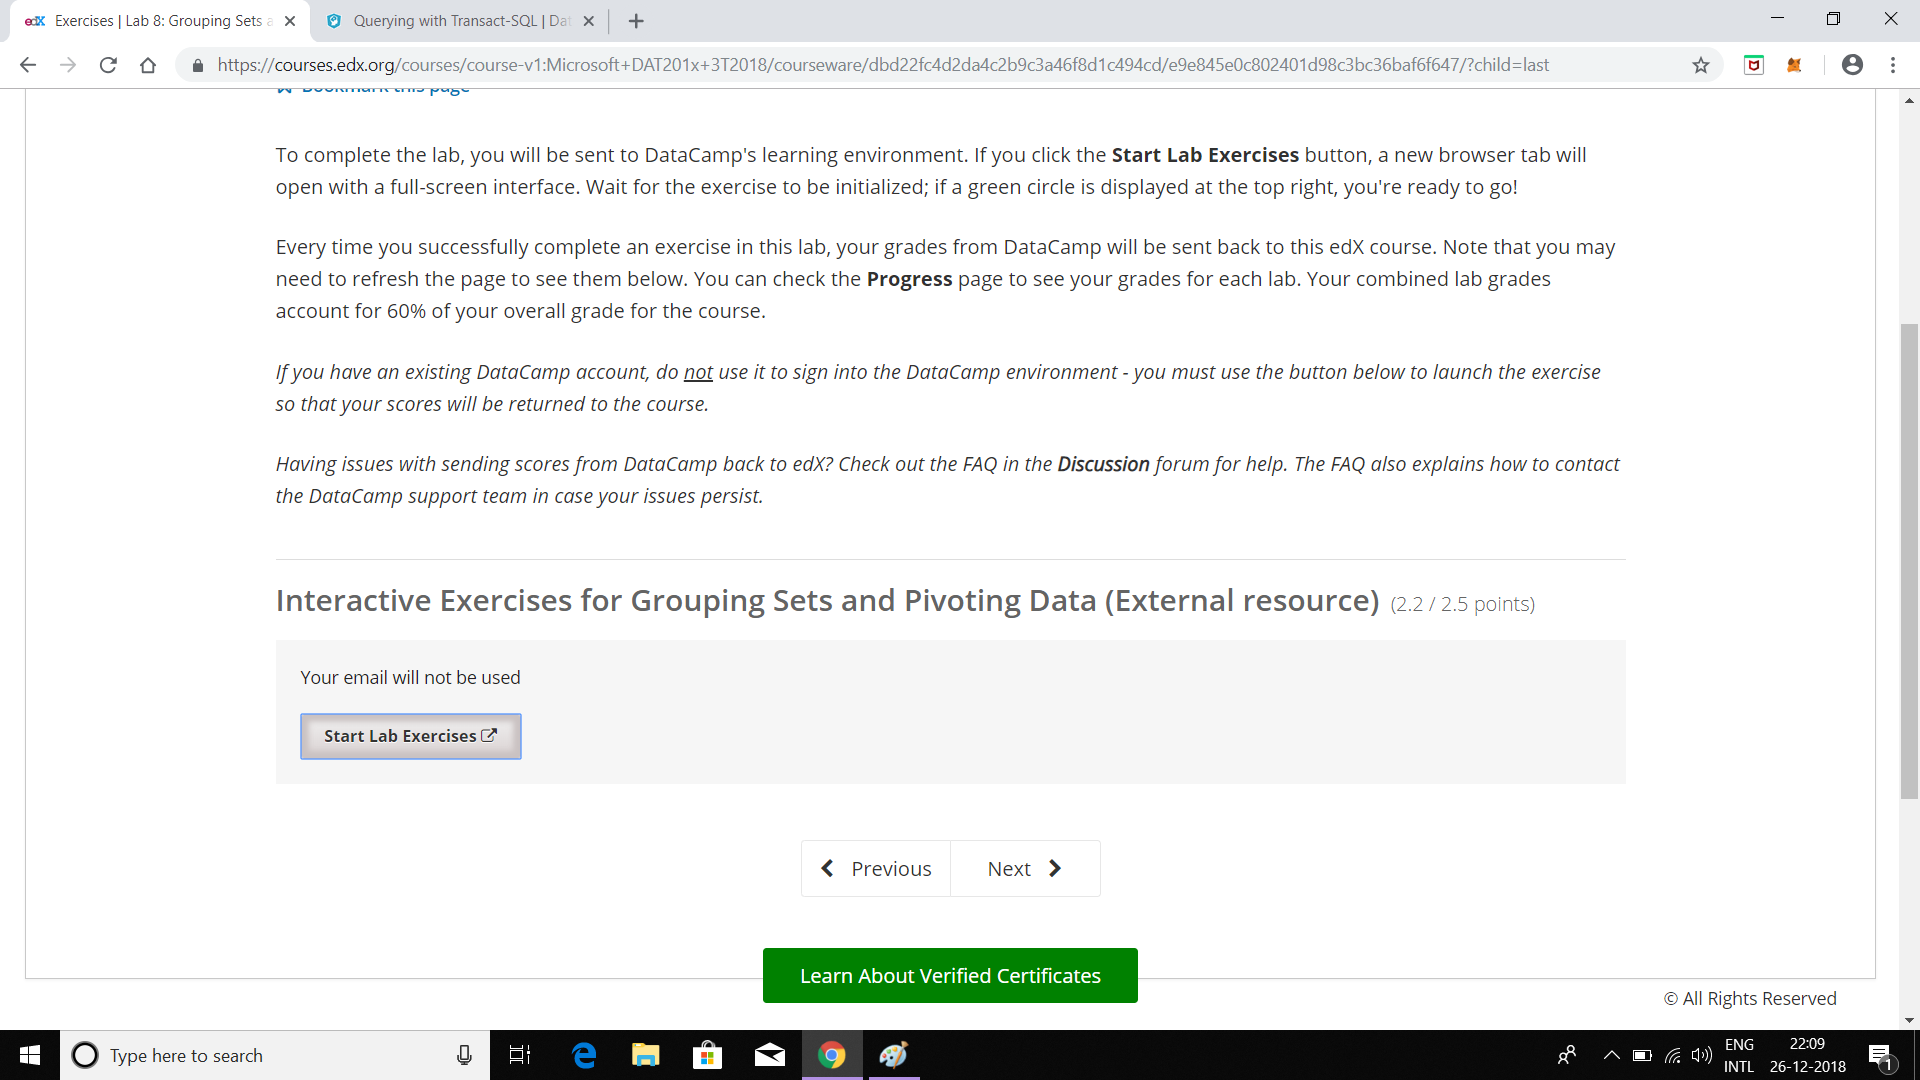 edX Exercises | Lab 8: Grouping Sets a
Querying with Transact-SQL | Dat
https://courses.edx.org/courses/course-v1:Microsoft+DAT201x+3T2018/courseware/dbd22fc4d2da4c2b9c3a46f8d1c494cd/e9e845e0c802401d98c3bc36baf6f647/?child=last
Bookmark this page
To complete the lab, you will be sent to DataCamp's learning environment. If you click the Start Lab Exercises button, a new browser tab will
open with a full-screen interface. Wait for the exercise to be initialized; if a green circle is displayed at the top right, you're ready to go!
Every time you successfully complete an exercise in this lab, your grades from DataCamp will be sent back to this edX course. Note that you may
need to refresh the page to see them below. You can check the Progress page to see your grades for each lab. Your combined lab grades
account for 60% of your overall grade for the course.
If you have an existing DataCamp account, do not use it to sign into the DataCamp environment - you must use the button below to launch the exercise
so that your scores will be returned to the course.
Having issues with sending scores from DataCamp back to edX? Check out the FAQ in the Discussion forum for help. The FAQ also explains how to contact
the DataCamp support team in case your issues persist.
Interactive Exercises for Grouping Sets and Pivoting Data (External resource) (2.2 / 2.5 points)
Your email will not be used
Start Lab Exercises
Previous
Next
Learn About Verified Certificates
© All Rights Reserved
Type here to search
ENG
INTL
22:09
26-12-2018
1